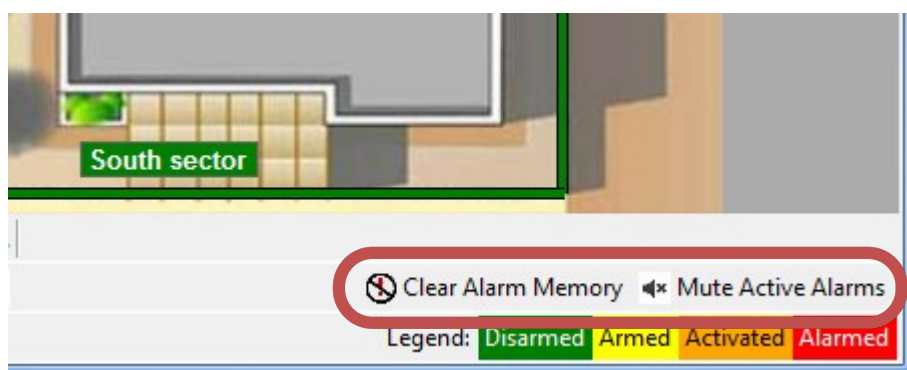 South sector
Clear Alarm Memory Mute Active Alarms
Legend: Disarmed Armed Activated Alarmed